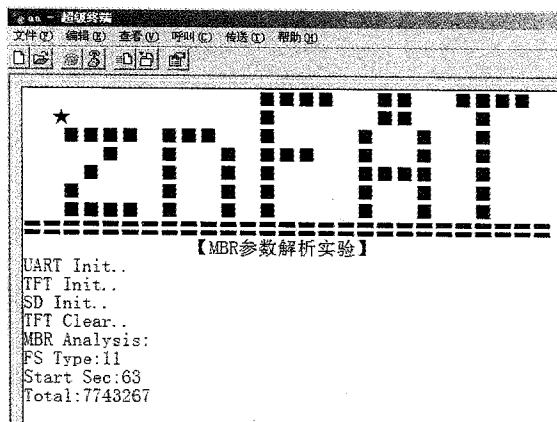 aa - 超级终端
文件(F) 编辑(E) 查看(V) 呼叫(C) 传送(T) 帮助(H)
znFAT
【MBR参数解析实验】
UART Init..
TFT Init..
SD Init..
TFT Clear..
MBR Analysis:
FS Type:11
Start Sec:63
Total:7743267